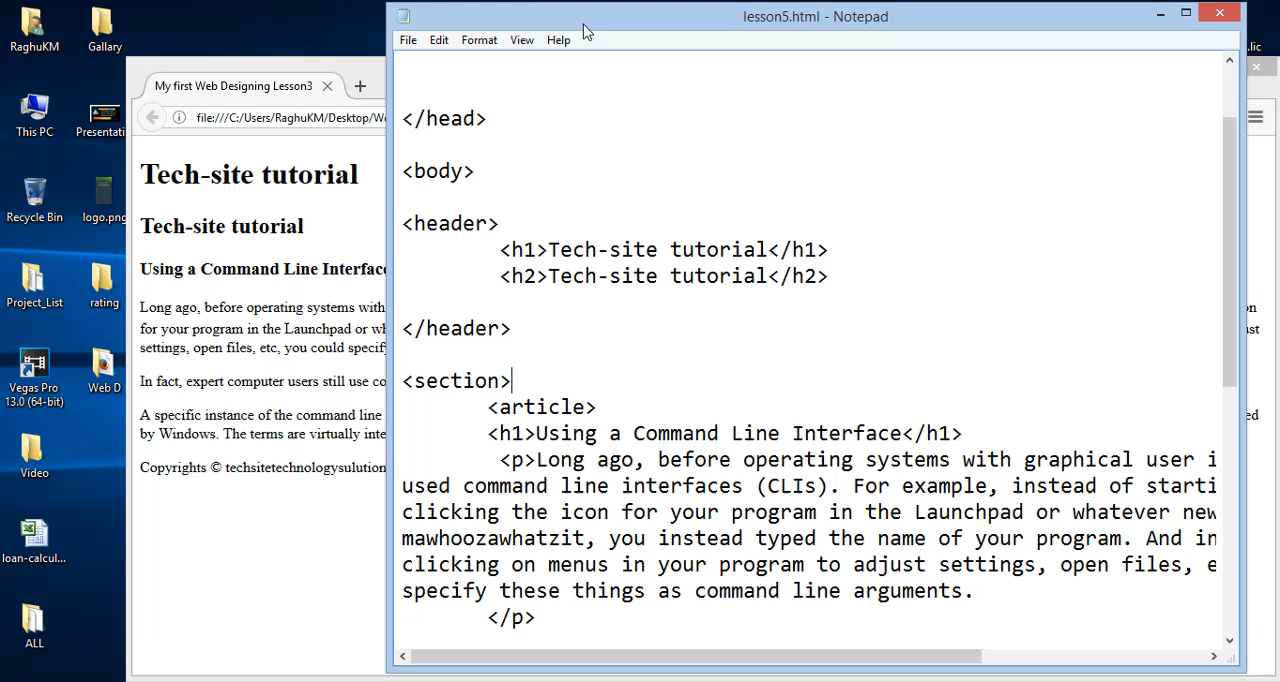 RaghuKM
Gallary
This PC
Presentati
Recycle Bin
logo.png
Project_List
rating
Vegas Pro
13.0 (64-bit)
Web D
Video
loan-calcul...
ALL
.lic
My first Web Designing Lesson3
file:///C:/Users/RaghuKM/Desktop/We
Tech-site tutorial
Tech-site tutorial
Using a Command Line Interface
Long ago, before operating systems with
for your program in the Launchpad or wh
settings, open files, etc, you could specify
In fact, expert computer users still use co
A specific instance of the command line
by Windows. The terms are virtually inte
Copyrights © techsitetechnologysulution
on
ust
ed
lesson5.html - Notepad
File Edit Format View Help
</head>
<body>
<header>
<h1>Tech-site tutorial</h1>
<h2>Tech-site tutorial</h2>
</header>
<section>
<article>
<h1>Using a Command Line Interface</h1>
<p>Long ago, before operating systems with graphical user i
used command line interfaces (CLIs). For example, instead of starti
clicking the icon for your program in the Launchpad or whatever new
mawhoozawhatzit, you instead typed the name of your program. And in
clicking on menus in your program to adjust settings, open files, e
specify these things as command line arguments.
</p>